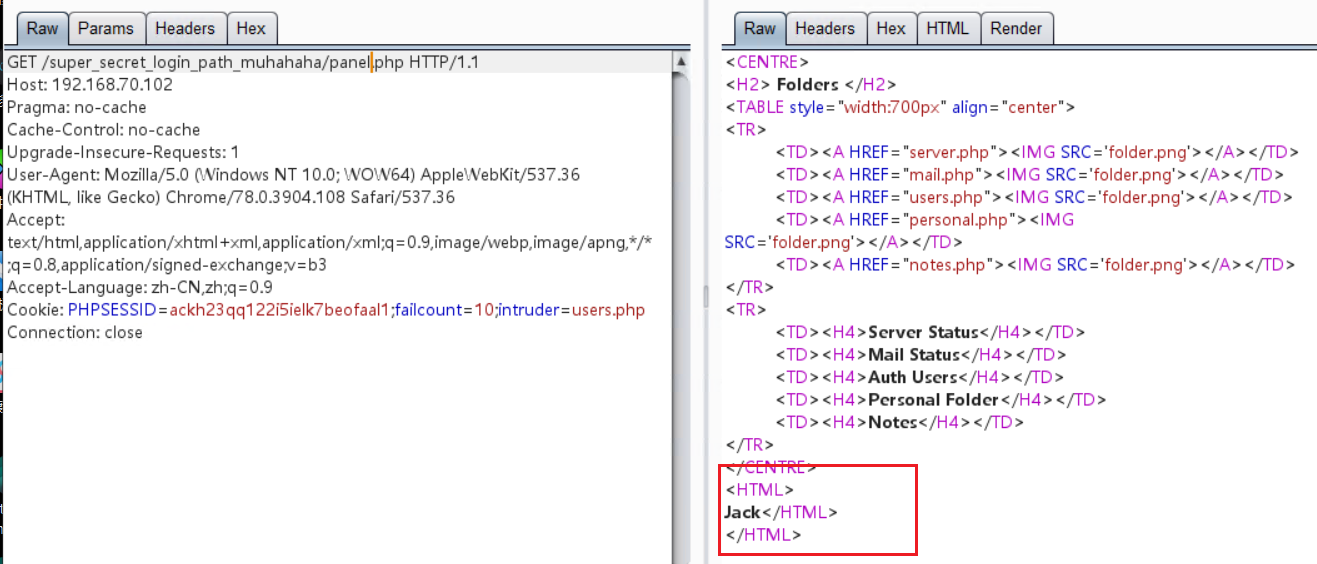 Raw Params Headers Hex
GET /super_secret_login_path_muhahaha/panel.php HTTP/1.1
Host: 192.168.70.102
Pragma: no-cache
Cache-Control: no-cache
Upgrade-Insecure-Requests: 1
User-Agent: Mozilla/5.0 (Windows NT 10.0; WOW64) AppleWebKit/537.36
(KHTML, like Gecko) Chrome/78.0.3904.108 Safari/537.36
Accept:
text/html,application/xhtml+xml,application/xml;q=0.9,image/webp,image/apng,*/*
;q=0.8,application/signed-exchange;v=b3
Accept-Language: zh-CN,zh;q=0.9
Cookie: PHPSESSID=ackh23qq122i5ielk7beofaal1;failcount=10;intruder=users.php
Connection: close
Raw Headers Hex HTML Render
<CENTRE>
<H2> Folders </H2>
<TABLE style="width:700px" align="center">
<TR>
<TD><A HREF="server.php"><IMG SRC='folder.png'></A></TD>
<TD><A HREF="mail.php"><IMG SRC='folder.png'></A></TD>
<TD><A HREF="users.php"><IMG SRC='folder.png'></A></TD>
<TD><A HREF="personal.php"><IMG
SRC='folder.png'></A></TD>
<TD><A HREF="notes.php"><IMG SRC='folder.png'></A></TD>
</TR>
<TR>
<TD><H4>Server Status</H4></TD>
<TD><H4>Mail Status</H4></TD>
<TD><H4>Auth Users</H4></TD>
<TD><H4>Personal Folder</H4></TD>
<TD><H4>Notes</H4></TD>
</TR>
</CENTRE>
<HTML>
Jack</HTML>
</HTML>